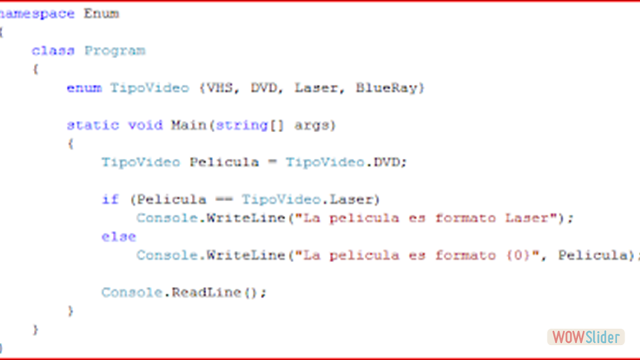 namespace Enum
{
class Program
{
enum TipoVideo {VHS, DVD, Laser, BlueRay}
static void Main(string[] args)
{
TipoVideo Pelicula = TipoVideo.DVD;
if (Pelicula == TipoVideo.Laser)
Console.WriteLine("La pelicula es formato Laser");
else
Console.WriteLine("La pelicula es formato {0}", Pelicula);
Console.ReadLine();
}
}
}
WOWSlider